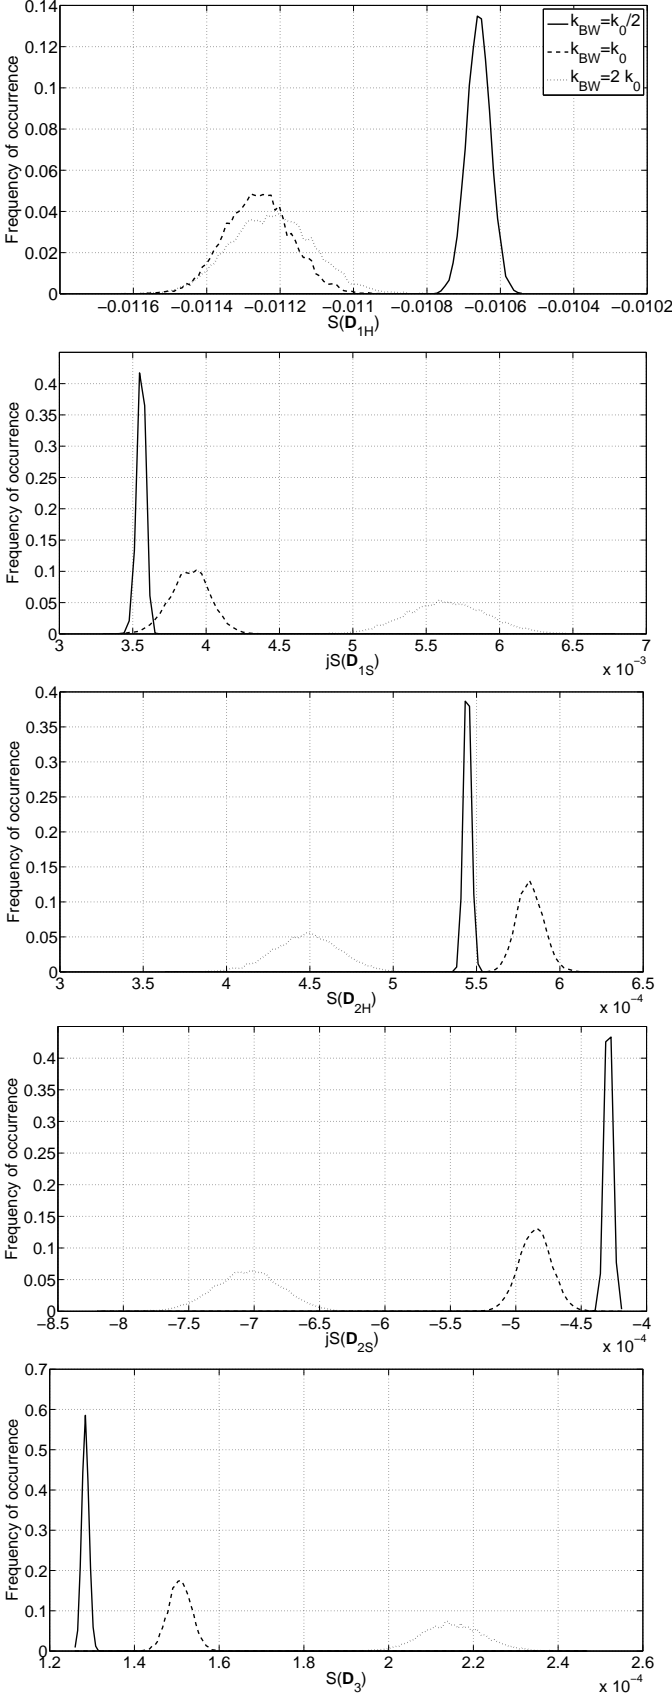 0.14
0.12
0.1
0.08
0.06
0.04
0.02
0
Frequency of occurrence
k_BW=k_0/2
k_BW=k_0
k_BW=2 k_0
−0.0116 −0.0114 −0.0112 −0.011 −0.0108 −0.0106 −0.0104 −0.0102
S(D_1H)
0.4
0.35
0.3
0.25
0.2
0.15
0.1
0.05
0
Frequency of occurrence
3 3.5 4 4.5 5 5.5 6 6.5 7
jS(D_1S)
x 10^−3
0.4
0.35
0.3
0.25
0.2
0.15
0.1
0.05
0
Frequency of occurrence
3 3.5 4 4.5 5 5.5 6 6.5
S(D_2H)
x 10^−4
0.4
0.35
0.3
0.25
0.2
0.15
0.1
0.05
0
Frequency of occurrence
−8.5 −8 −7.5 −7 −6.5 −6 −5.5 −5 −4.5 −4
jS(D_2S)
x 10^−4
0.7
0.6
0.5
0.4
0.3
0.2
0.1
0
Frequency of occurrence
1.2 1.4 1.6 1.8 2 2.2 2.4 2.6
S(D_3)
x 10^−4